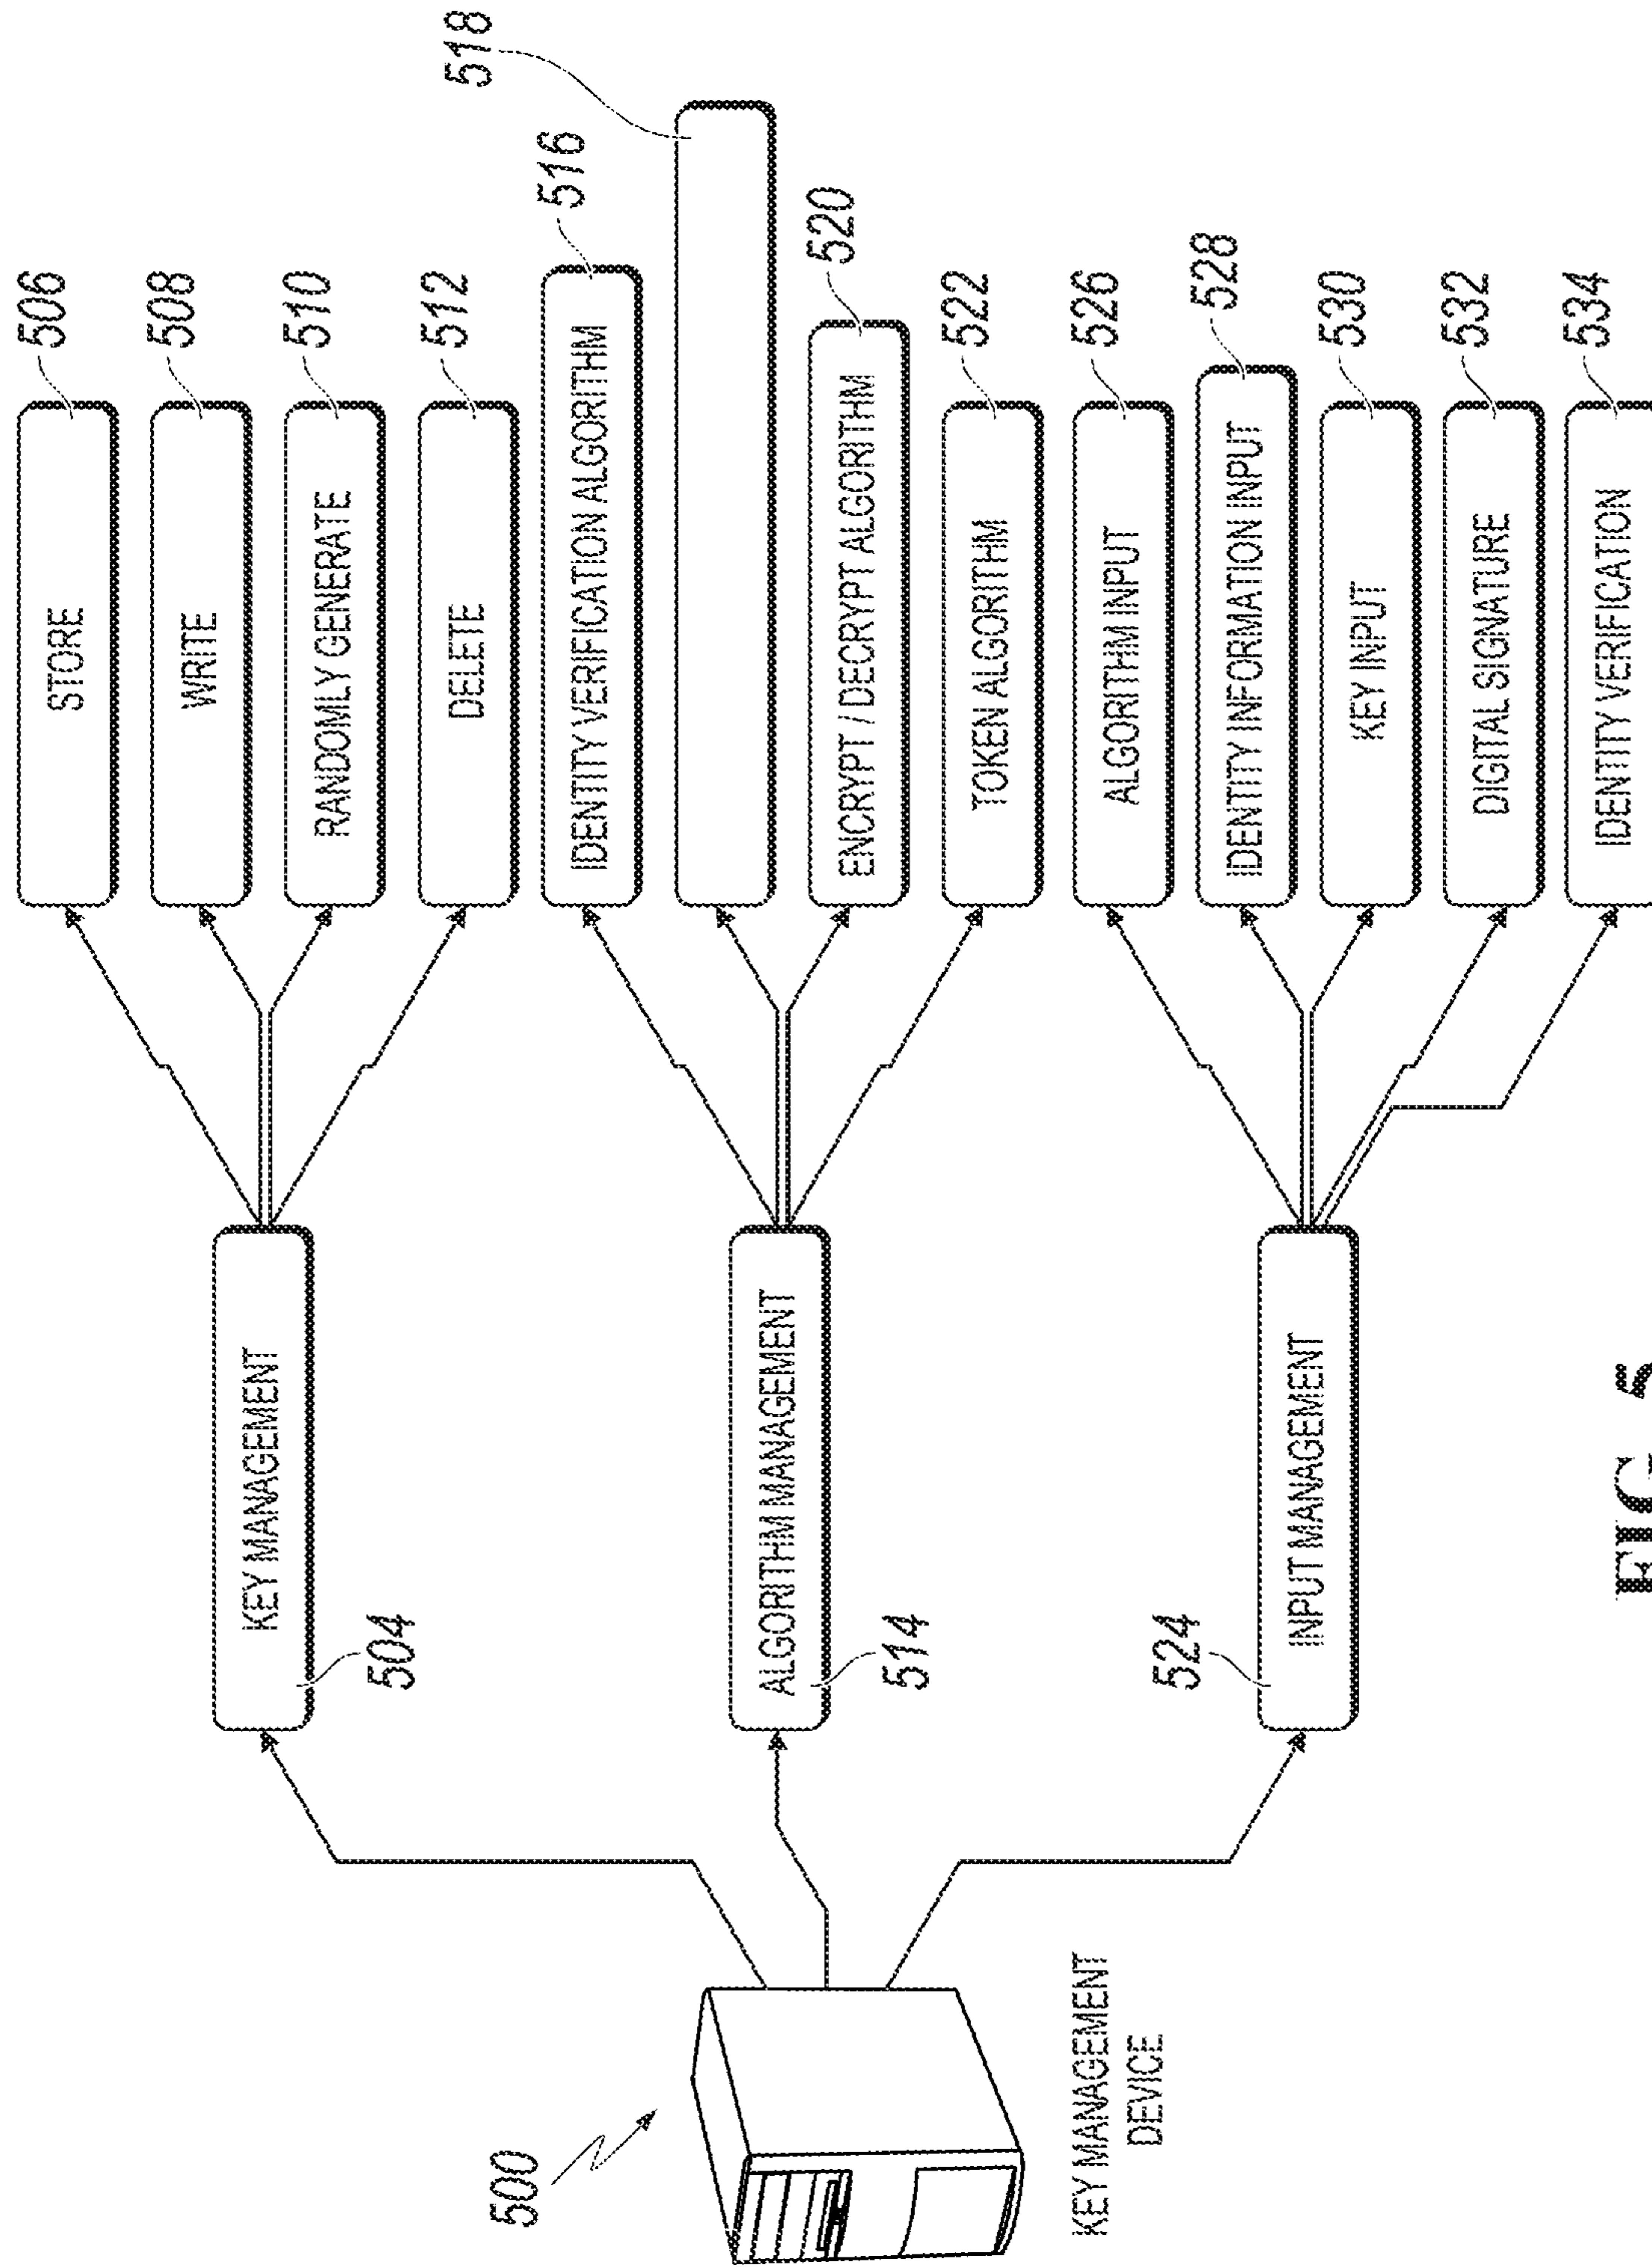 500
KEY MANAGEMENT
DEVICE
KEY MANAGEMENT
504
ALGORITHM MANAGEMENT
514
INPUT MANAGEMENT
524
STORE
506
WRITE
508
RANDOMLY GENERATE
510
DELETE
512
IDENTITY VERIFICATION ALGORITHM
516
518
ENCRYPT / DECRYPT ALGORITHM
520
TOKEN ALGORITHM
522
ALGORITHM INPUT
526
IDENTITY INFORMATION INPUT
528
KEY INPUT
530
DIGITAL SIGNATURE
532
IDENTITY VERIFICATION
534
FIG. 5